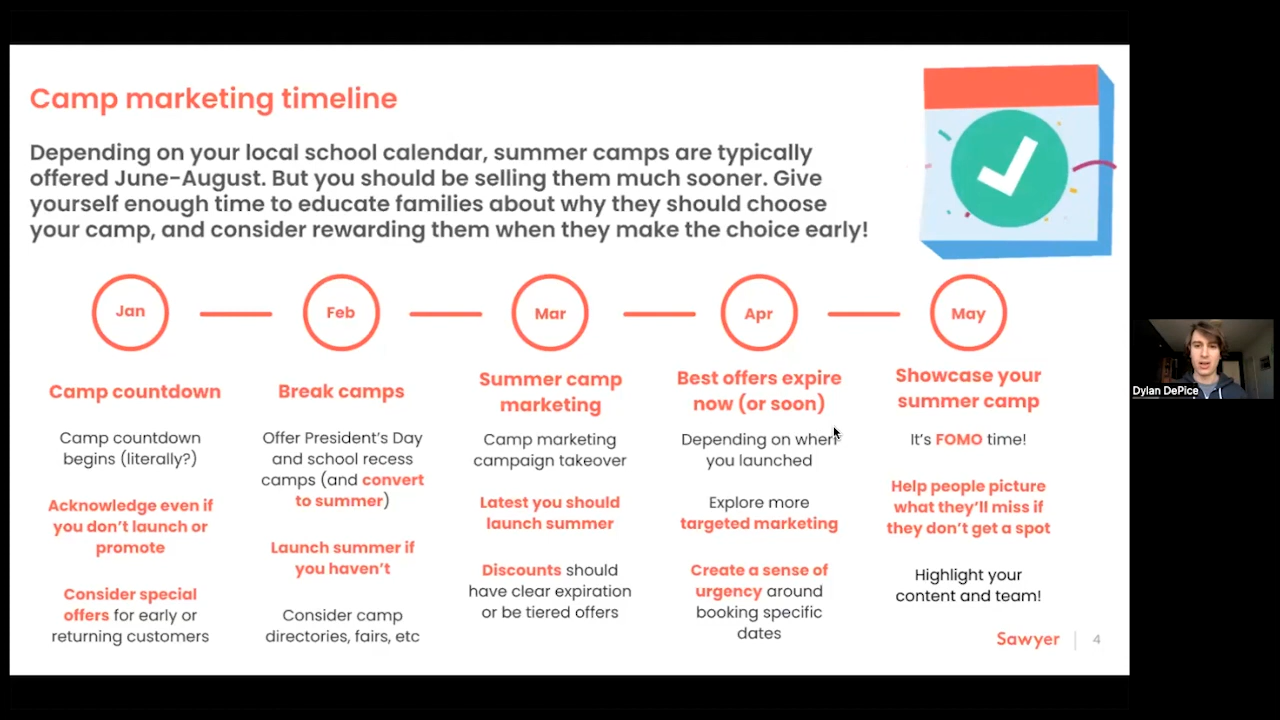 Camp marketing timeline
Depending on your local school calendar, summer camps are typically
offered June-August. But you should be selling them much sooner. Give
yourself enough time to educate families about why they should choose
your camp, and consider rewarding them when they make the choice early!
Jan
Feb
Mar
Apr
May
Camp countdown
Camp countdown
begins (literally?)
Acknowledge even if
you don't launch or
promote
Consider special
offers for early or
returning customers
Break camps
Offer President's Day
and school recess
camps (and convert
to summer)
Launch summer if
you haven't
Consider camp
directories, fairs, etc
Summer camp
marketing
Camp marketing
campaign takeover
Latest you should
launch summer
Discounts should
have clear expiration
or be tiered offers
Best offers expire
now (or soon)
Depending on when
you launched
Explore more
targeted marketing
Create a sense of
urgency around
booking specific
dates
Showcase your
summer camp
It's FOMO time!
Help people picture
what they'll miss if
they don't get a spot
Highlight your
content and team!
Sawyer
4
Dylan DePice